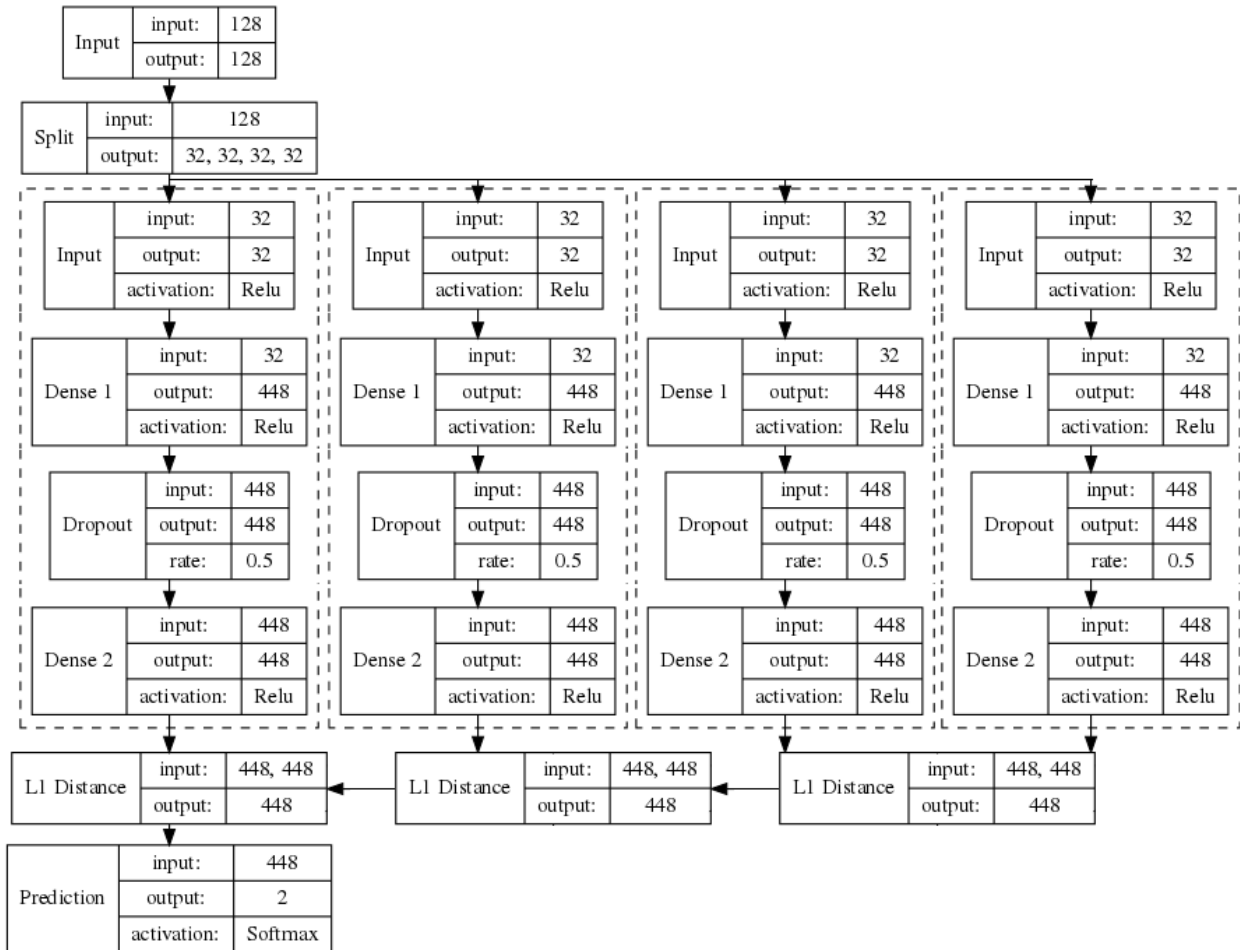 Input input: 128
output: 128
Split input: 128
output: 32, 32, 32, 32
Input input: 32
output: 32
activation: Relu
Input input: 32
output: 32
activation: Relu
Input input: 32
output: 32
activation: Relu
Input input: 32
output: 32
activation: Relu
Dense 1 input: 32
output: 448
activation: Relu
Dense 1 input: 32
output: 448
activation: Relu
Dense 1 input: 32
output: 448
activation: Relu
Dense 1 input: 32
output: 448
activation: Relu
Dropout input: 448
output: 448
rate: 0.5
Dropout input: 448
output: 448
rate: 0.5
Dropout input: 448
output: 448
rate: 0.5
Dropout input: 448
output: 448
rate: 0.5
Dense 2 input: 448
output: 448
activation: Relu
Dense 2 input: 448
output: 448
activation: Relu
Dense 2 input: 448
output: 448
activation: Relu
Dense 2 input: 448
output: 448
activation: Relu
L1 Distance input: 448, 448
output: 448
L1 Distance input: 448, 448
output: 448
L1 Distance input: 448, 448
output: 448
Prediction input: 448
output: 2
activation: Softmax